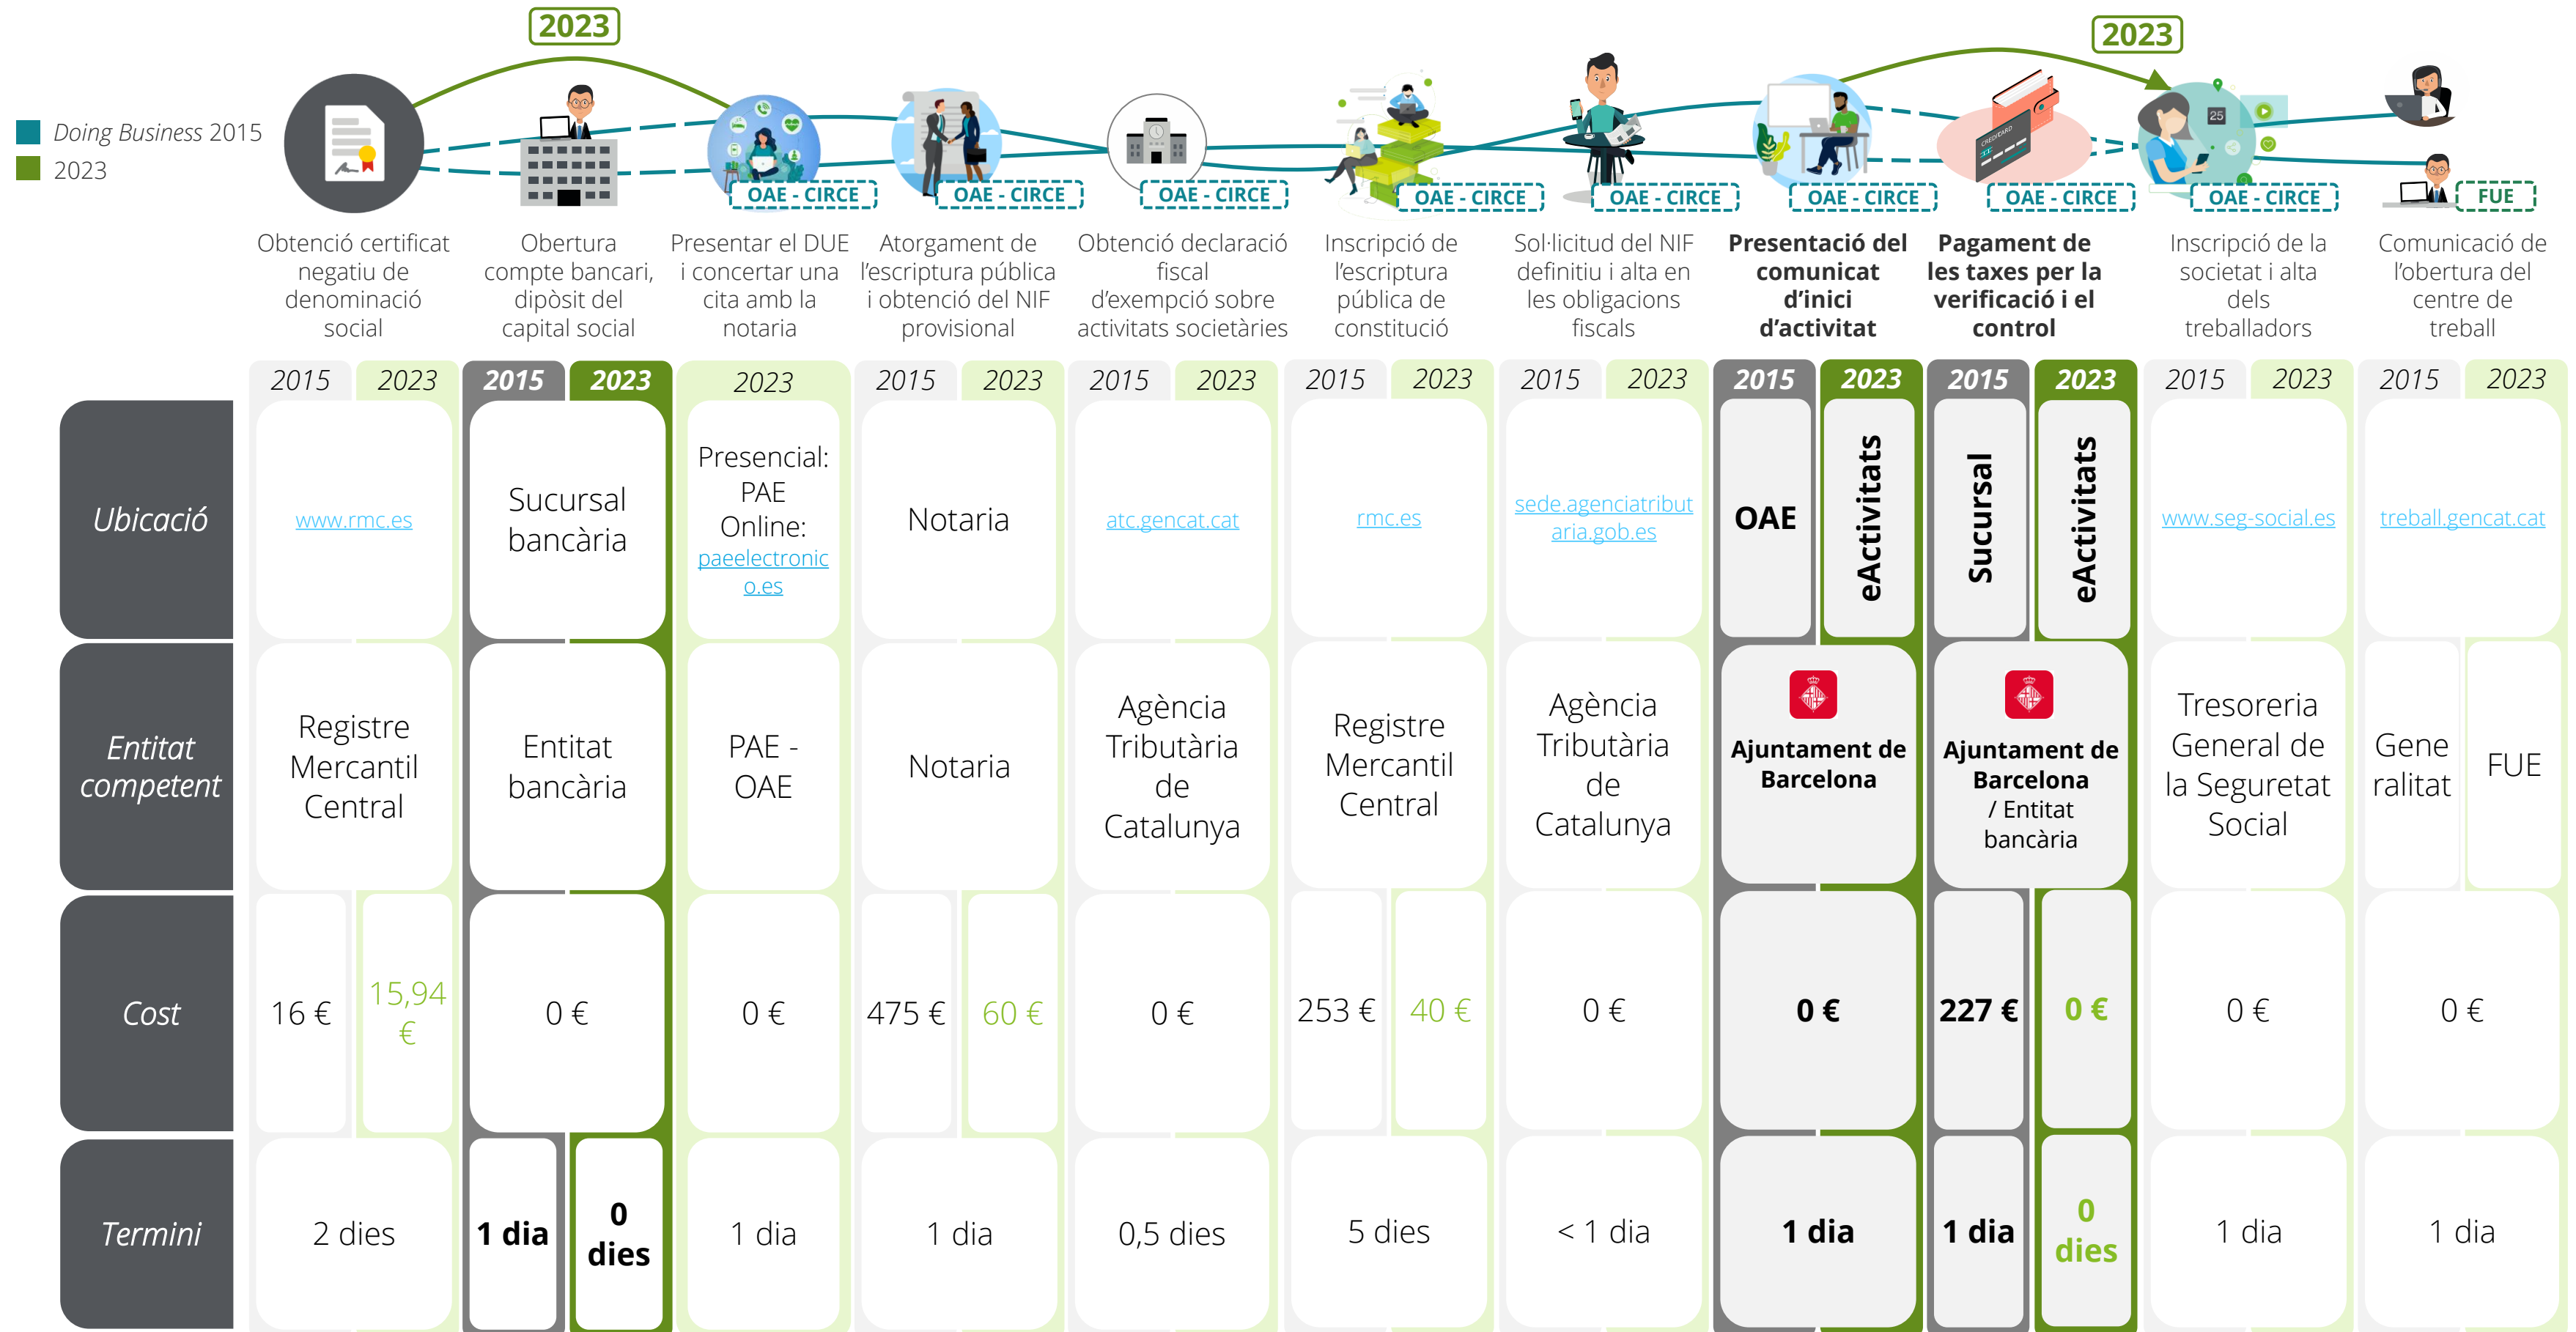 2023
2023
Doing Business 2015
2023
25
CREIVEARD
OAE - CIRCE
OAE - CIRCE
OAE - CIRCE
OAE - CIRCE
OAE - CIRCE
OAE - CIRCE
OAE - CIRCE
OAE - CIRCE
FUE
Obtenció certificat
negatiu de
denominació
social
Obertura
compte bancari,
dipòsit del
capital social
Presentar el DUE
i concertar una
cita amb la
notaria
Atorgament de
l’escriptura pública
i obtenció del NIF
provisional
Obtenció declaració
fiscal
d’exempció sobre
activitats societàries
Inscripció de
l’escriptura
pública de
constitució
Sol·licitud del NIF
definitiu i alta en
les obligacions
fiscals
Presentació del
comunicat
d’inici
d’activitat
Pagament de
les taxes per la
verificació i el
control
Inscripció de la
societat i alta
dels
treballadors
Comunicació de
l’obertura del
centre de
treball
2015 2023 2015 2023 2023 2015 2023 2015 2023 2015 2023 2015 2023 2015 2023 2015 2023 2015 2023 2015 2023
Ubicació
www.rmc.es
Sucursal
bancària
Presencial:
PAE
Online:
paeelectronic
o.es
Notaria
atc.gencat.cat
rmc.es
sede.agenciatribut
aria.gob.es
OAE
eActivitats
Sucursal
eActivitats
www.seg-social.es
treball.gencat.cat
Entitat
competent
Registre
Mercantil
Central
Entitat
bancària
PAE -
OAE
Notaria
Agència
Tributària
de
Catalunya
Registre
Mercantil
Central
Agència
Tributària
de
Catalunya
Ajuntament de
Barcelona
Ajuntament de
Barcelona
/ Entitat
bancària
Tresoreria
General de
la Seguretat
Social
Gene
ralitat
FUE
Cost
16 €
15,94
€
0 €
0 €
475 €
60 €
0 €
253 €
40 €
0 €
0 €
227 €
0 €
0 €
0 €
Termini
2 dies
1 dia
0
dies
1 dia
1 dia
0,5 dies
5 dies
< 1 dia
1 dia
1 dia
0
dies
1 dia
1 dia